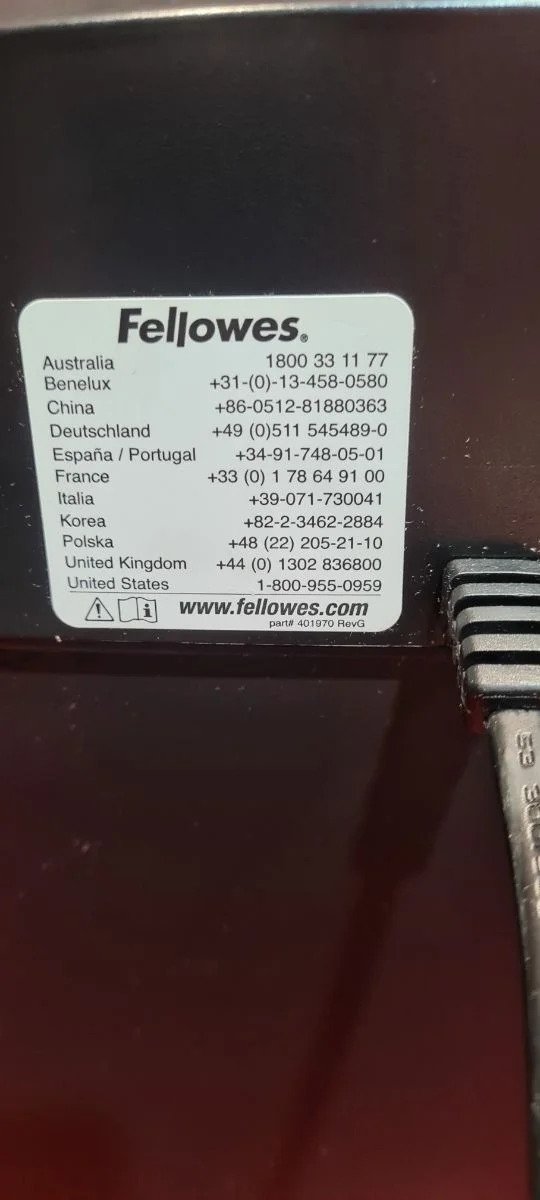 Fellowes®
Australia 1800 33 11 77
Benelux +31-(0)-13-458-0580
China +86-0512-81880363
Deutschland +49 (0)511 545489-0
España / Portugal +34-91-748-05-01
France +33 (0) 1 78 64 91 00
Italia +39-071-730041
Korea +82-2-3462-2884
Polska +48 (22) 205-21-10
United Kingdom +44 (0) 1302 836800
United States 1-800-955-0959
www.fellowes.com
part# 401970 RevG
53